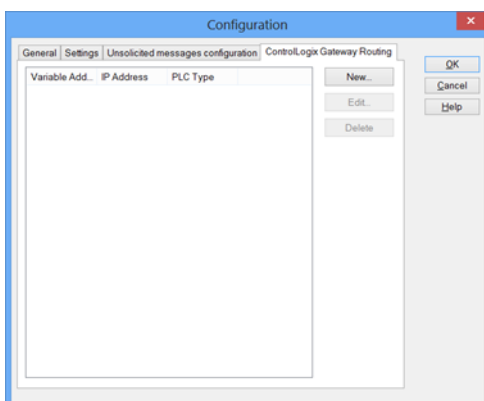 Configuration
General Settings Unsolicited messages configuration ControlLogix Gateway Routing
Variable Add... IP Address PLC Type
New...
Edit...
Delete
OK
Cancel
Help